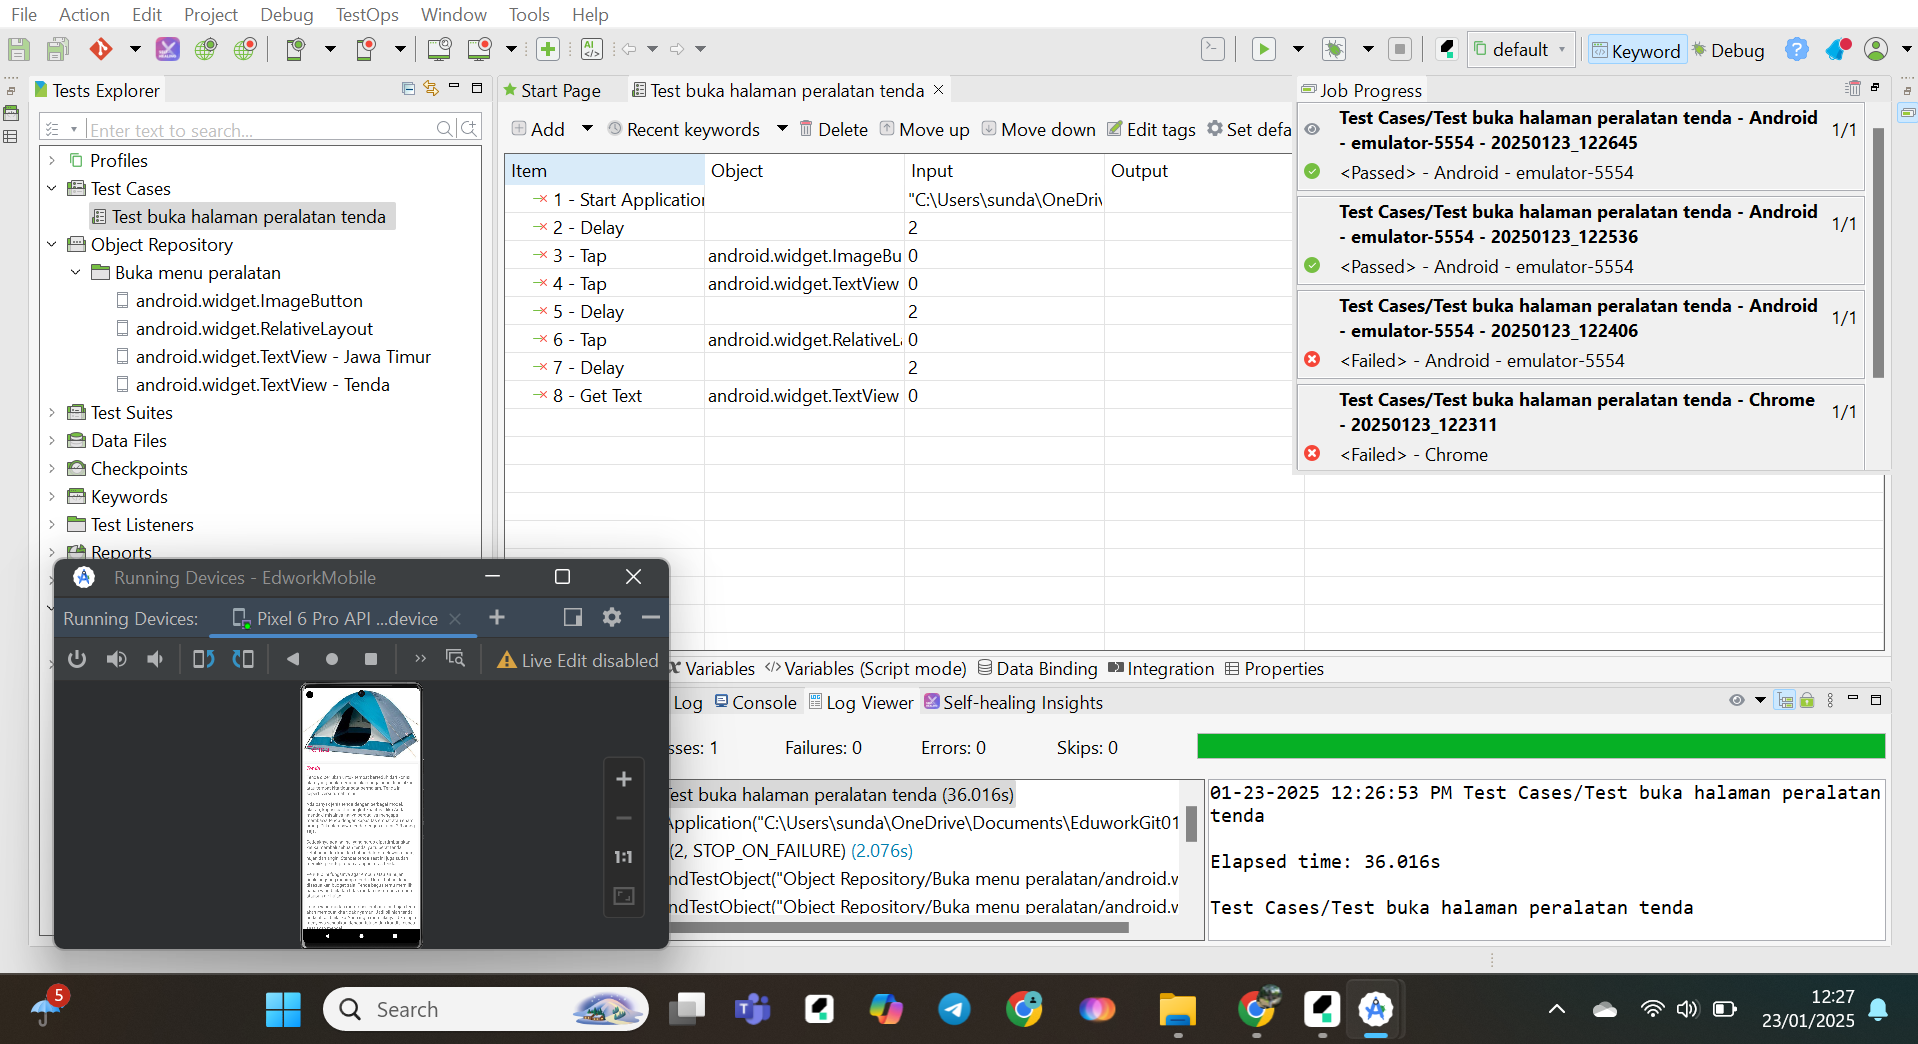 File Action Edit Project Debug TestOps Window Tools Help
default
Keyword
Debug
Tests Explorer
Enter text to search...
Profiles
Test Cases
Test buka halaman peralatan tenda
Object Repository
Buka menu peralatan
android.widget.ImageButton
android.widget.RelativeLayout
android.widget.TextView - Jawa Timur
android.widget.TextView - Tenda
Test Suites
Data Files
Checkpoints
Keywords
Test Listeners
Reports
Start Page
Test buka halaman peralatan tenda
Add Recent keywords Delete Move up Move down Edit tags Set defa
Item Object Input Output
1 - Start Application "C:\Users\sunda\OneDriv
2 - Delay 2
3 - Tap android.widget.ImageBu 0
4 - Tap android.widget.TextView 0
5 - Delay 2
6 - Tap android.widget.RelativeL 0
7 - Delay 2
8 - Get Text android.widget.TextView 0
Job Progress
Test Cases/Test buka halaman peralatan tenda - Android
- emulator-5554 - 20250123_122645
1/1
<Passed> - Android - emulator-5554
Test Cases/Test buka halaman peralatan tenda - Android
- emulator-5554 - 20250123_122536
1/1
<Passed> - Android - emulator-5554
Test Cases/Test buka halaman peralatan tenda - Android
- emulator-5554 - 20250123_122406
1/1
<Failed> - Android - emulator-5554
Test Cases/Test buka halaman peralatan tenda - Chrome
- 20250123_122311
1/1
<Failed> - Chrome
Running Devices - EdworkMobile
Running Devices: Pixel 6 Pro API ...device
Live Edit disabled
1:1
Tenda
Variables Variables (Script mode) Data Binding Integration Properties
Log Console Log Viewer Self-healing Insights
sses: 1 Failures: 0 Errors: 0 Skips: 0
Test buka halaman peralatan tenda (36.016s)
Application("C:\Users\sunda\OneDrive\Documents\EduworkGit01
(2, STOP_ON_FAILURE) (2.076s)
ndTestObject("Object Repository/Buka menu peralatan/android.w
ndTestObject("Object Repository/Buka menu peralatan/android.w
01-23-2025 12:26:53 PM Test Cases/Test buka halaman peralatan
tenda
Elapsed time: 36.016s
Test Cases/Test buka halaman peralatan tenda
5
Search
12:27
23/01/2025